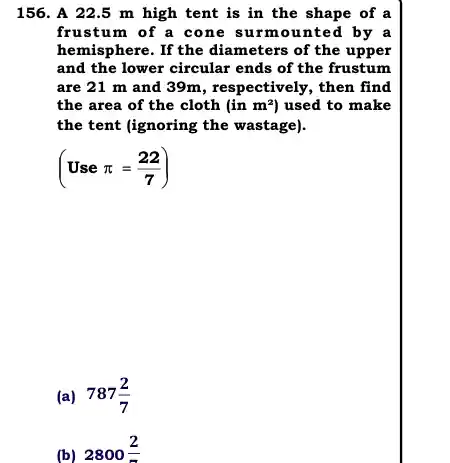 156. A 22.5 m high tent is in the shape of a
frustum of a cone surmounted by a
hemisphere. If the diameters of the upper
and the lower circular ends of the frustum
are 21 m and 39m, respectively, then find
the area of the cloth (in m²) used to make
the tent (ignoring the wastage).
(Use π = 22/7)
(a) 787 2/7
(b) 2800 2/7